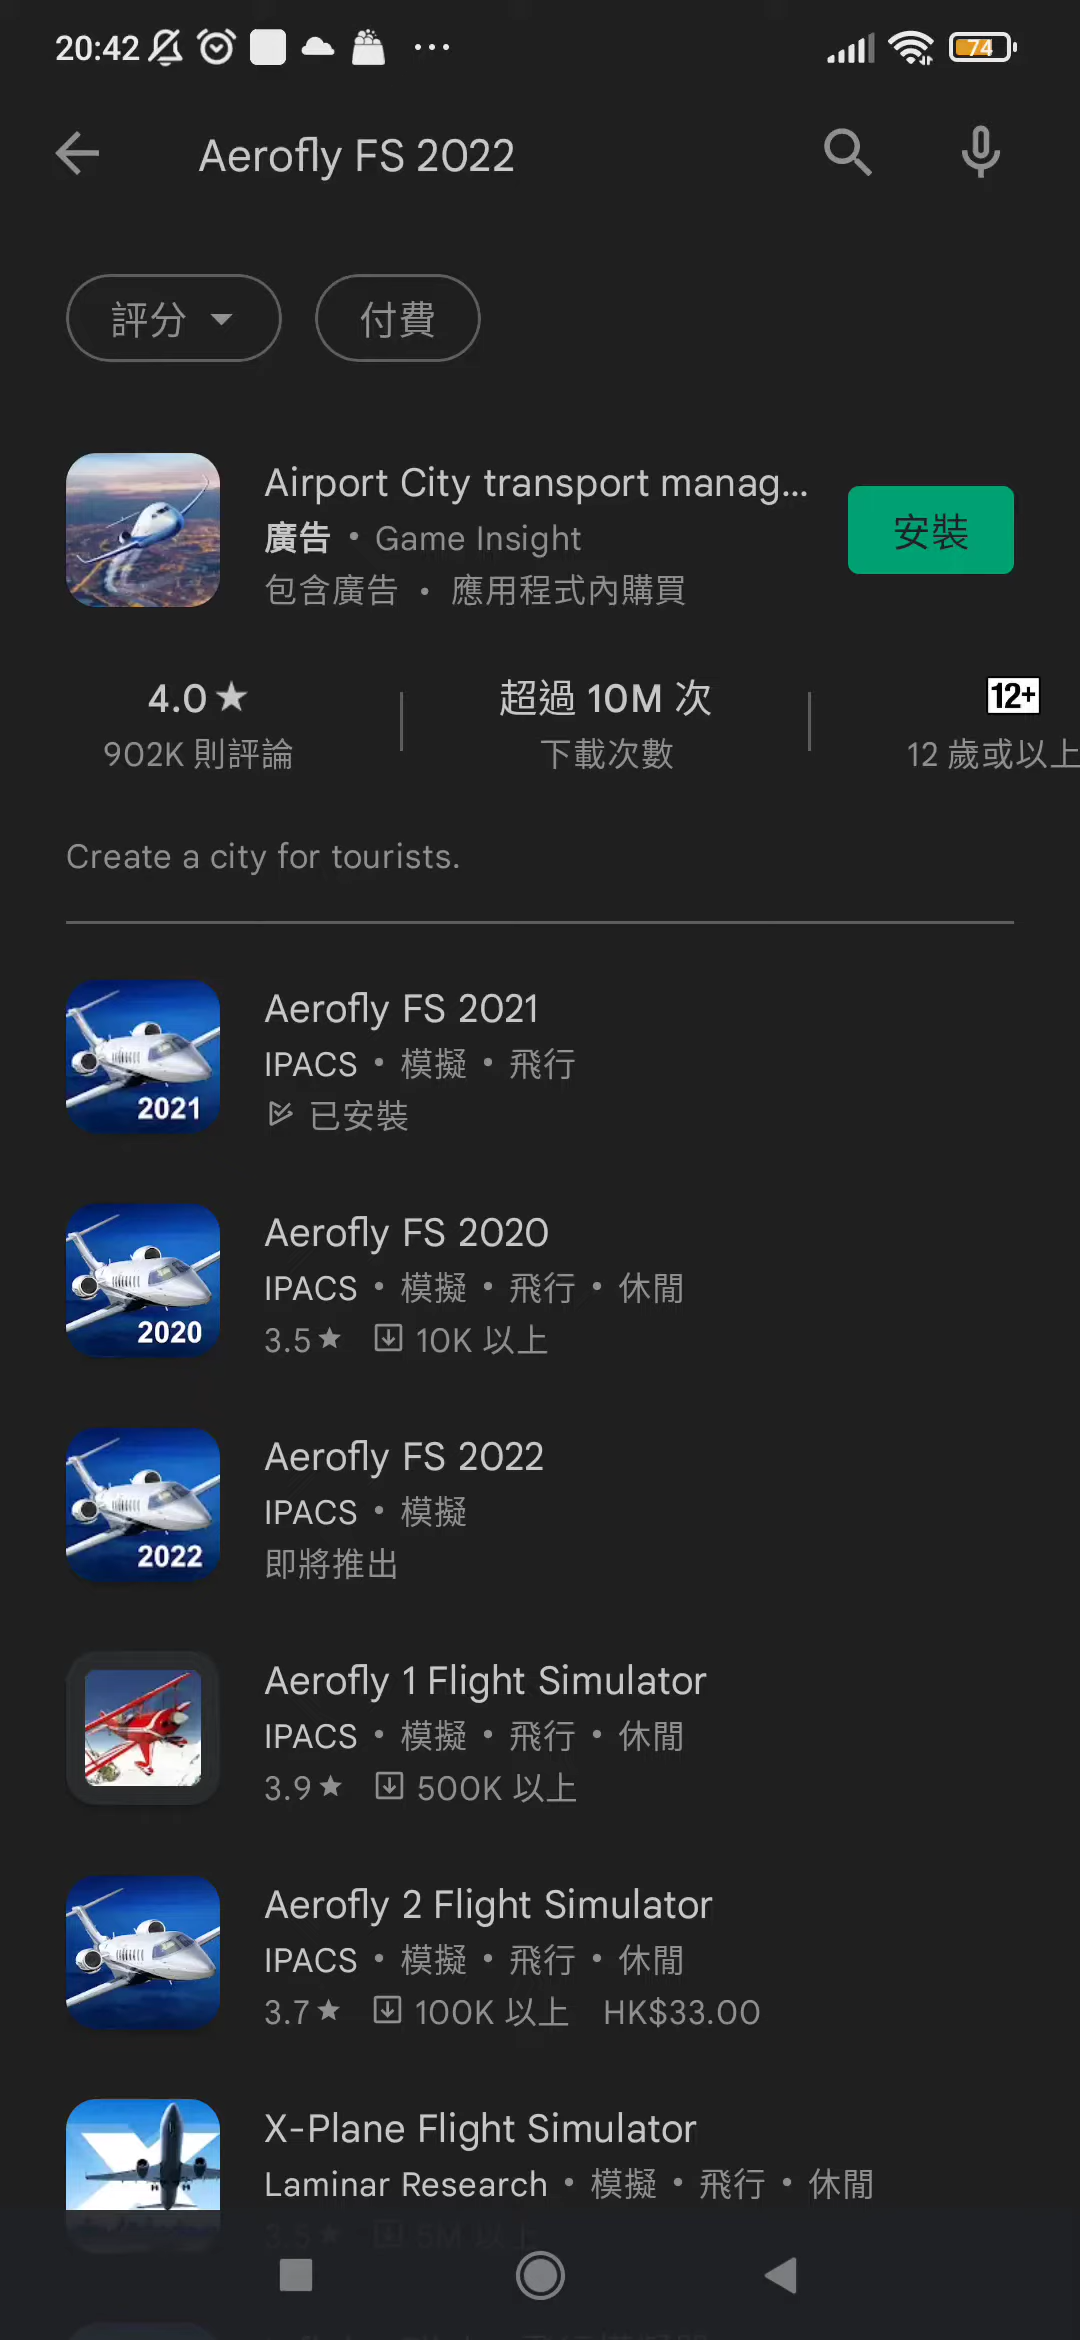 20:42
74
Aerofly FS 2022
評分
付費
Airport City transport manag...
廣告 • Game Insight
包含廣告 • 應用程式內購買
安裝
4.0★
902K 則評論
超過 10M 次
下載次數
12+
12 歲或以上
Create a city for tourists.
2021
Aerofly FS 2021
IPACS • 模擬 • 飛行
已安裝
2020
Aerofly FS 2020
IPACS • 模擬 • 飛行 • 休閒
3.5★ 10K 以上
2022
Aerofly FS 2022
IPACS • 模擬
即將推出
Aerofly 1 Flight Simulator
IPACS • 模擬 • 飛行 • 休閒
3.9★ 500K 以上
Aerofly 2 Flight Simulator
IPACS • 模擬 • 飛行 • 休閒
3.7★ 100K 以上 HK$33.00
X-Plane Flight Simulator
Laminar Research • 模擬 • 飛行 • 休閒
3.5★ 5M 以上